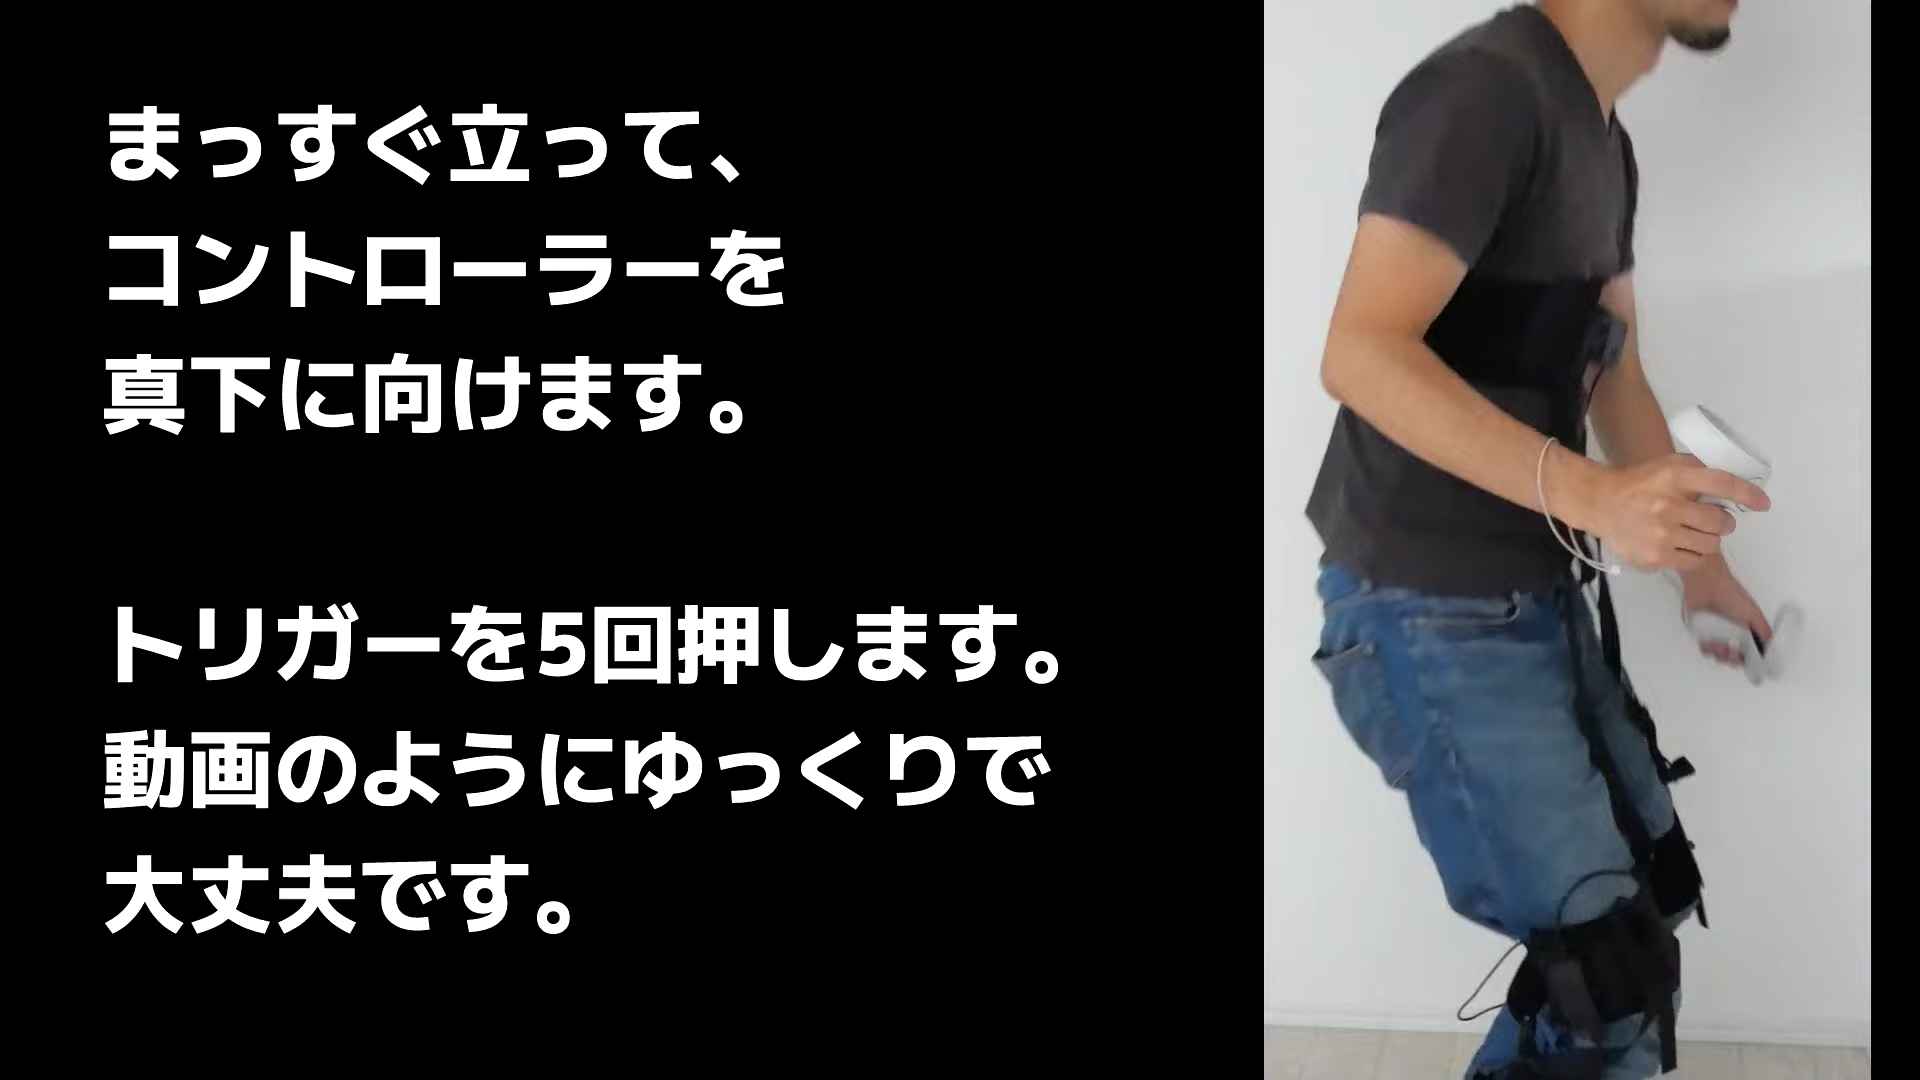 まっすぐ立って、
コントローラーを
真下に向けます。
トリガーを5回押します。
動画のようにゆっくりで
大丈夫です。